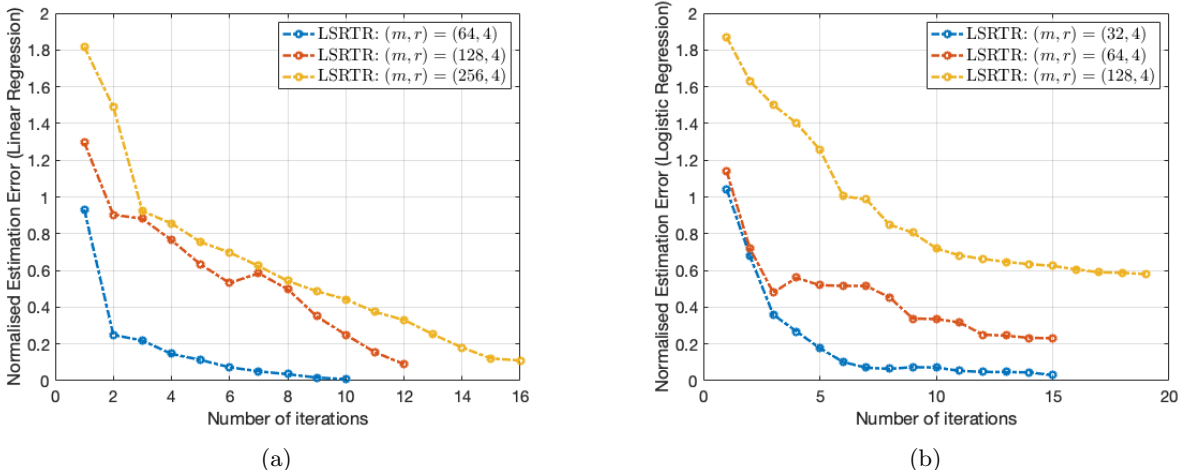 Normalised Estimation Error (Linear Regression)
2
1.8
1.6
1.4
1.2
1
0.8
0.6
0.4
0.2
0
0 2 4 6 8 10 12 14 16
Number of iterations
LSRTR: (m, r) = (64, 4)
LSRTR: (m, r) = (128, 4)
LSRTR: (m, r) = (256, 4)
(a)
Normalised Estimation Error (Logistic Regression)
2
1.8
1.6
1.4
1.2
1
0.8
0.6
0.4
0.2
0
0 5 10 15 20
Number of iterations
LSRTR: (m, r) = (32, 4)
LSRTR: (m, r) = (64, 4)
LSRTR: (m, r) = (128, 4)
(b)